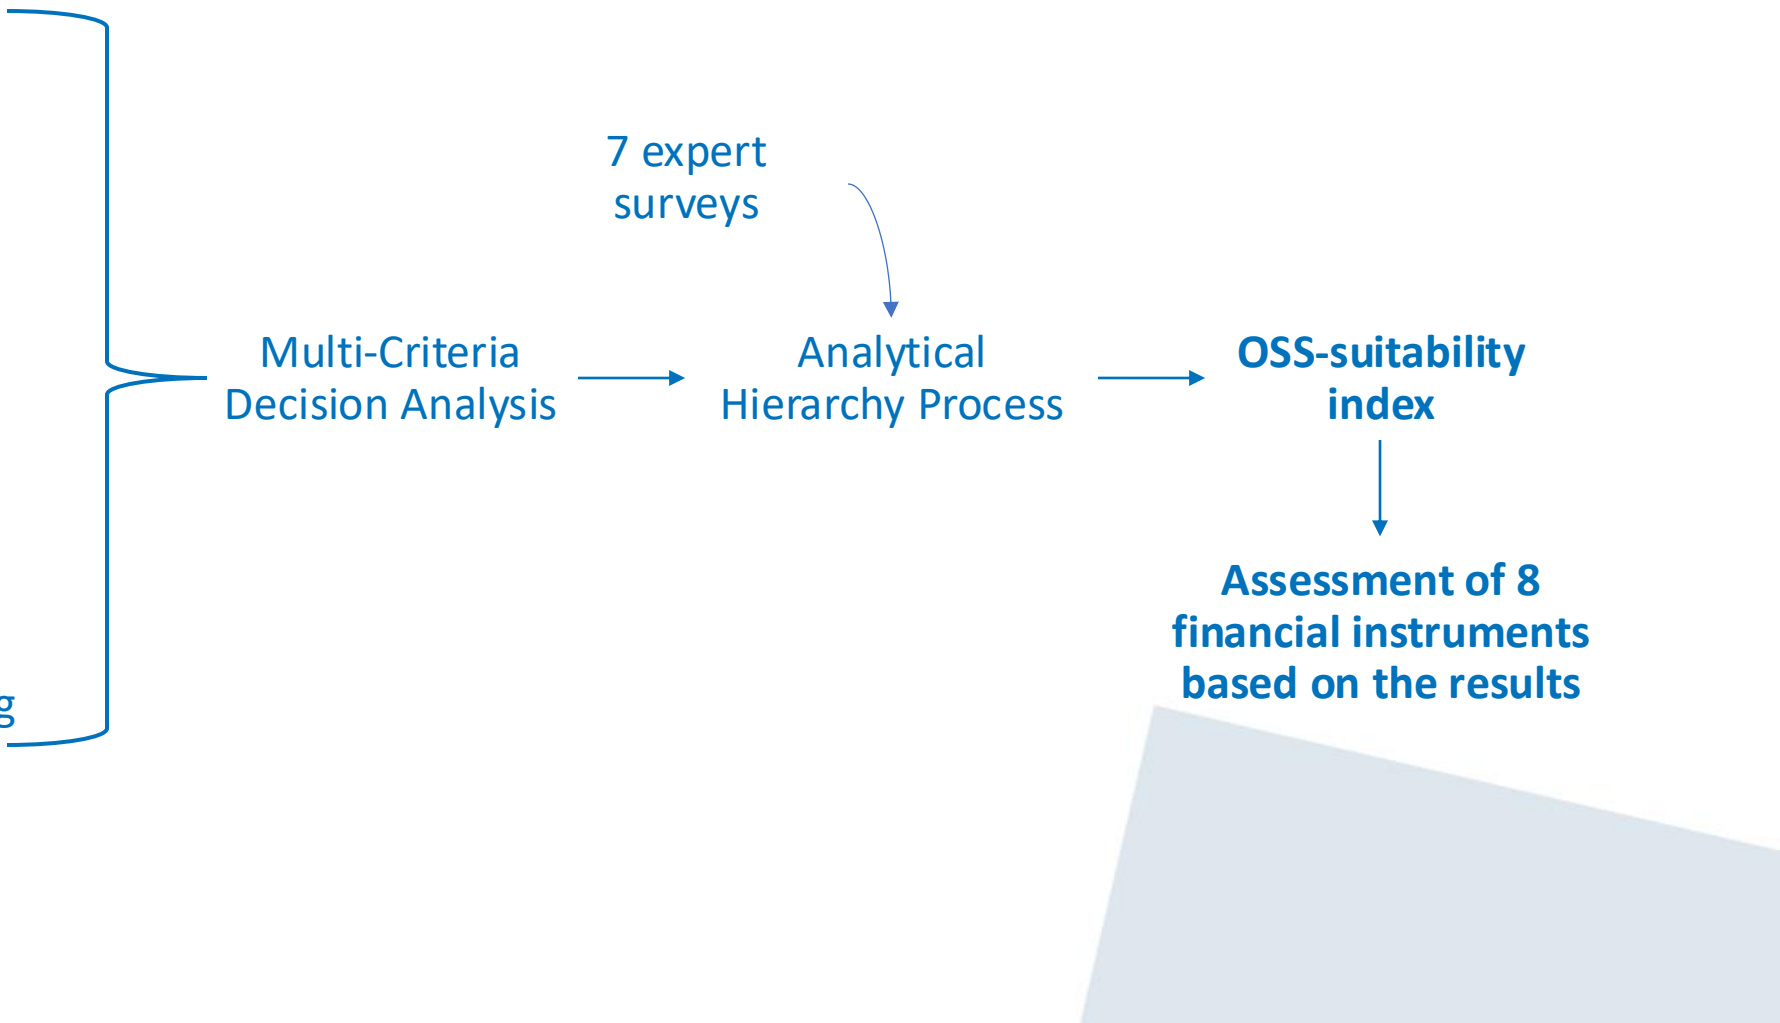 7 expert
surveys
Multi-Criteria
Decision Analysis
Analytical
Hierarchy Process
OSS-suitability
index
Assessment of 8
financial instruments
based on the results
g